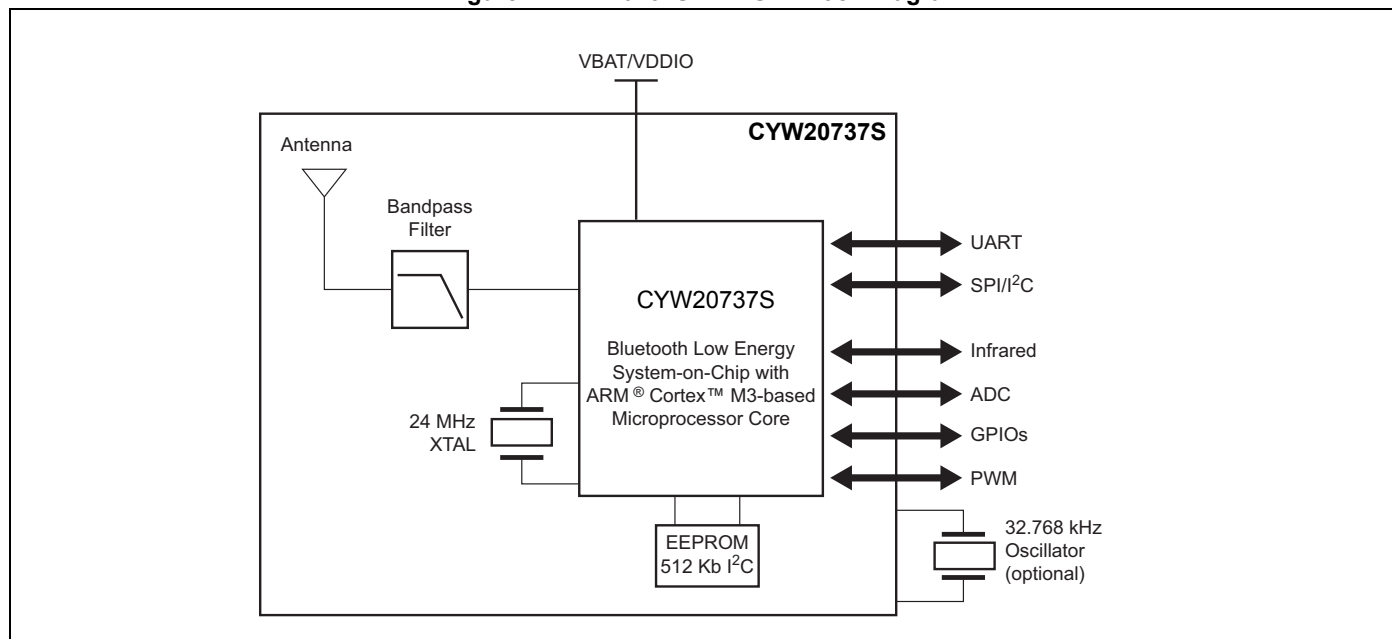 VBAT/VDDIO
CYW20737S
Antenna
Bandpass
Filter
CYW20737S
Bluetooth Low Energy
System-on-Chip with
ARM ® Cortex™ M3-based
Microprocessor Core
24 MHz
XTAL
EEPROM
512 Kb I²C
UART
SPI/I²C
Infrared
ADC
GPIOs
PWM
32.768 kHz
Oscillator
(optional)